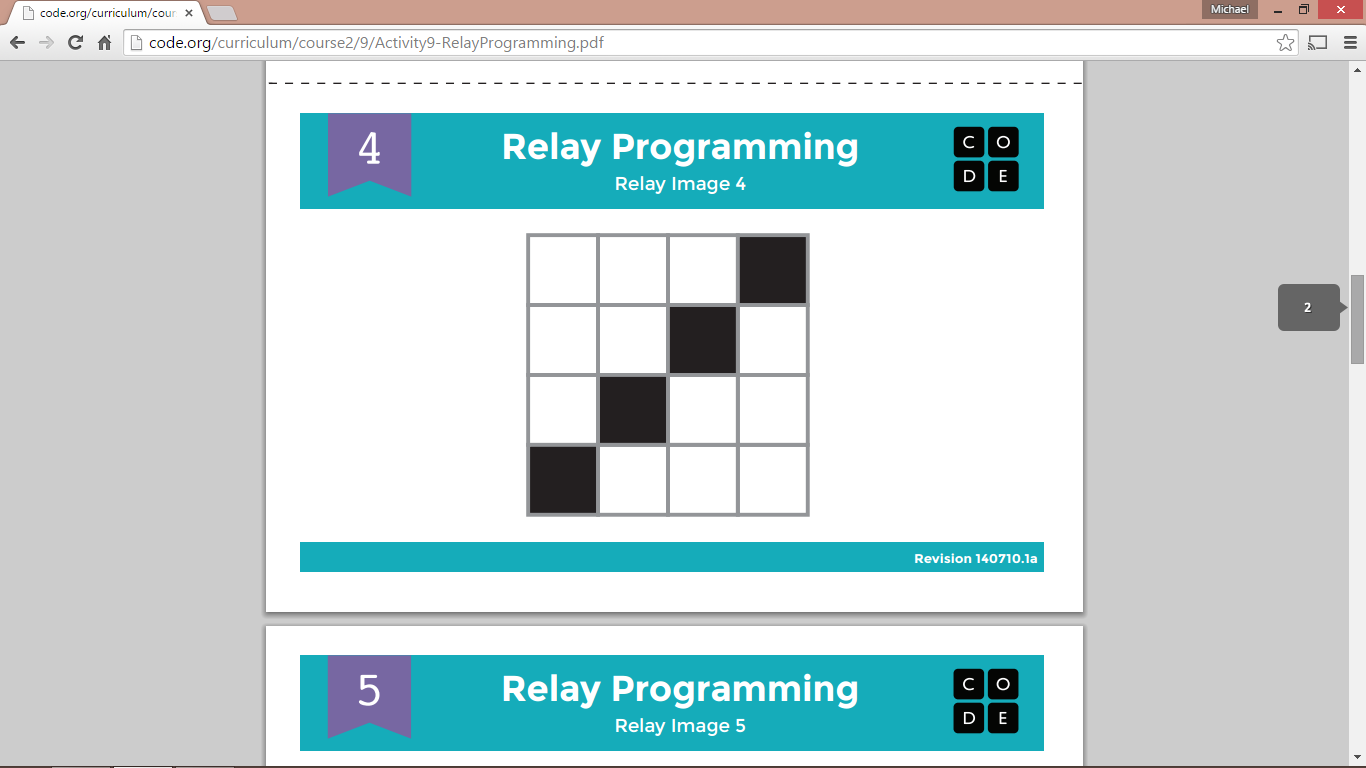 code.org/curriculum/cour
Michael
code.org/curriculum/course2/9/Activity9-RelayProgramming.pdf
4
Relay Programming
Relay Image 4
C O
D E
2
Revision 140710.1a
5
Relay Programming
Relay Image 5
C O
D E